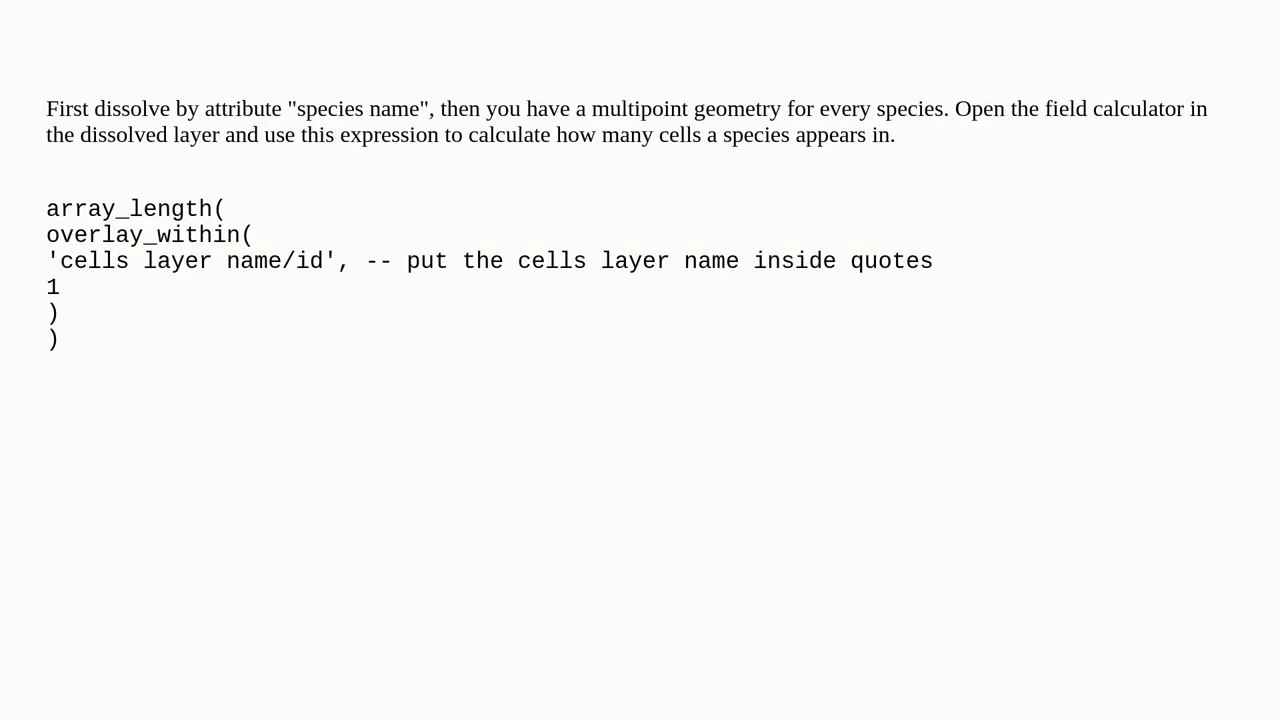 First dissolve by attribute "species name", then you have a multipoint geometry for every species. Open the field calculator in
the dissolved layer and use this expression to calculate how many cells a species appears in.
array_length(
overlay_within(
'cells layer name/id', -- put the cells layer name inside quotes
1
)
)